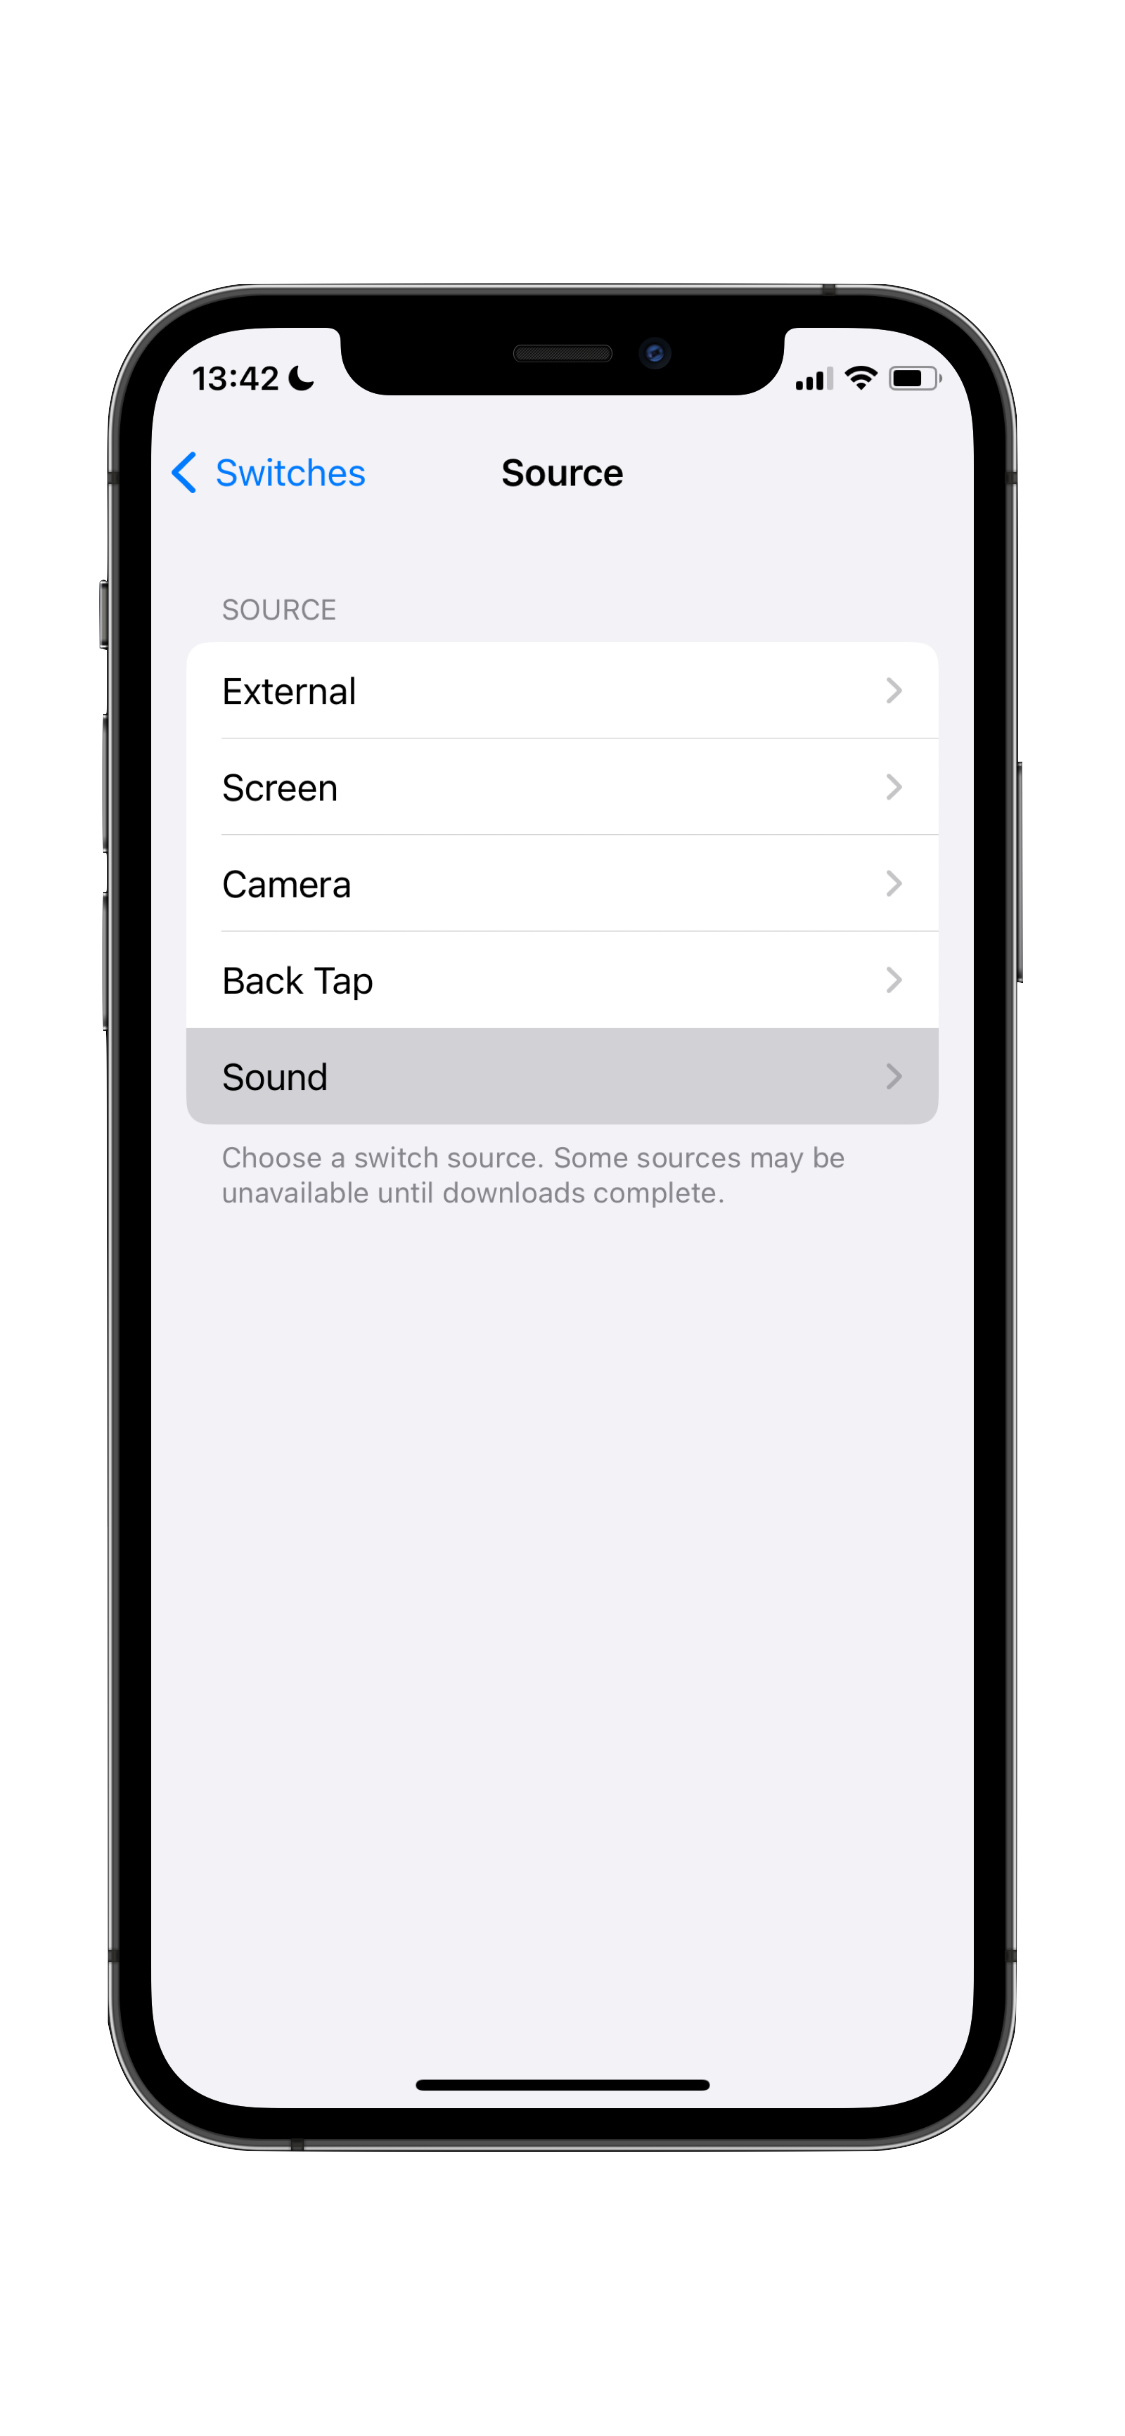 13:42
Switches
Source
SOURCE
External
Screen
Camera
Back Tap
Sound
Choose a switch source. Some sources may be
unavailable until downloads complete.